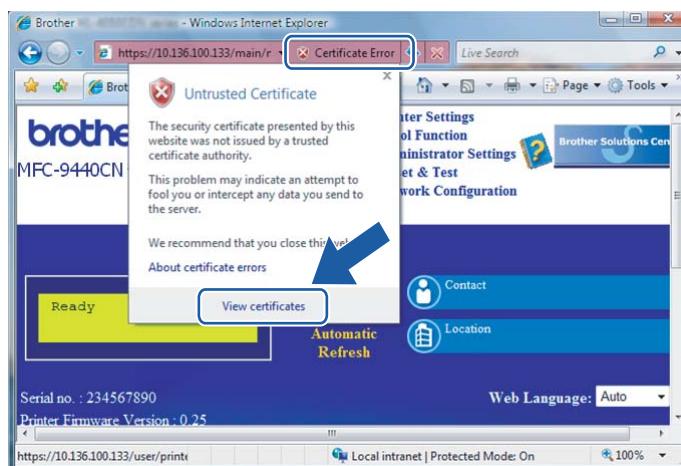 Brother - Windows Internet Explorer
https://10.136.100.133/main/r
Certificate Error
Live Search
Brot
Page
Tools
Untrusted Certificate
The security certificate presented by this
website was not issued by a trusted
certificate authority.
This problem may indicate an attempt to
fool you or intercept any data you send to
the server.
We recommend that you close this
About certificate errors
View certificates
brothe
MFC-9440CN
ter Settings
ol Function
ministrator Settings
et & Test
work Configuration
Brother Solutions Cen
Ready
Automatic
Refresh
Contact
Location
Serial no. : 234567890
Web Language: Auto
Printer Firmware Version : 0.25
https://10.136.100.133/user/printe
Local intranet | Protected Mode: On
100%